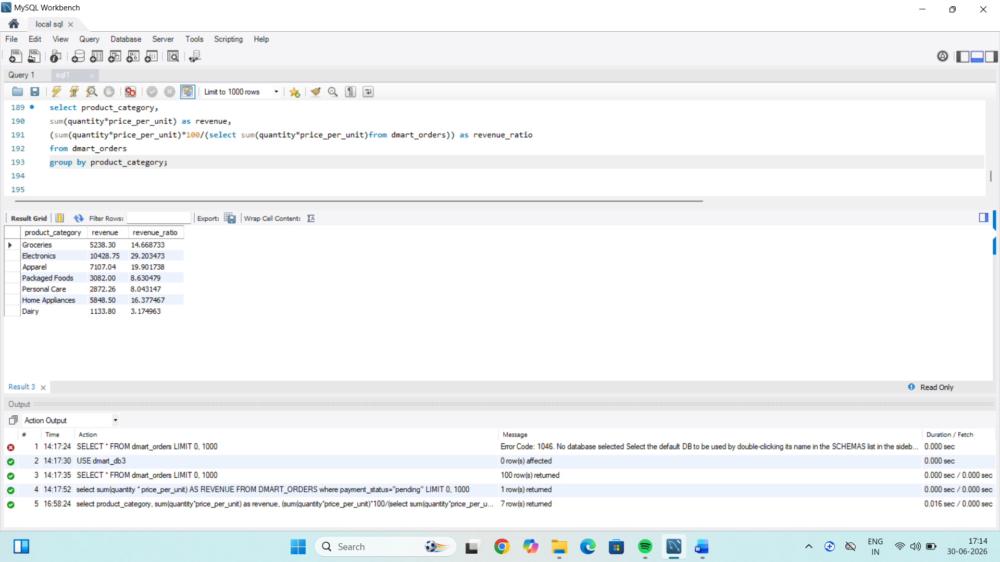 MySQL Workbench
local sql
File Edit View Query Database Server Tools Scripting Help
Query 1
sql1
Limit to 1000 rows
189 select product_category,
190 sum(quantity*price_per_unit) as revenue,
191 (sum(quantity*price_per_unit)*100/(select sum(quantity*price_per_unit)from dmart_orders)) as revenue_ratio
192 from dmart_orders
193 group by product_category;
194
195
Result Grid Filter Rows: Export: Wrap Cell Content:
product_category revenue revenue_ratio
Groceries 5238.30 14.668733
Electronics 10428.75 29.203473
Apparel 7107.04 19.901738
Packaged Foods 3082.00 8.630479
Personal Care 2872.26 8.043147
Home Appliances 5848.50 16.377467
Dairy 1133.80 3.174963
Result 3
Read Only
Output
Action Output
# Time Action Message Duration / Fetch
1 14:17:24 SELECT * FROM dmart_orders LIMIT 0, 1000 Error Code: 1046. No database selected Select the default DB to be used by double-clicking its name in the SCHEMAS list in the sideb... 0.000 sec
2 14:17:30 USE dmart_db3 0 row(s) affected 0.000 sec
3 14:17:35 SELECT * FROM dmart_orders LIMIT 0, 1000 100 row(s) returned 0.000 sec / 0.000 sec
4 14:17:52 select sum(quantity * price_per_unit) AS REVENUE FROM DMART_ORDERS where payment_status="pending" LIMIT 0, 1000 1 row(s) returned 0.000 sec / 0.000 sec
5 16:58:24 select product_category, sum(quantity*price_per_unit) as revenue, (sum(quantity*price_per_unit)*100/(select sum(quantity*price_per_u... 7 row(s) returned 0.016 sec / 0.000 sec
Search
ENG
IN
17:14
30-06-2026